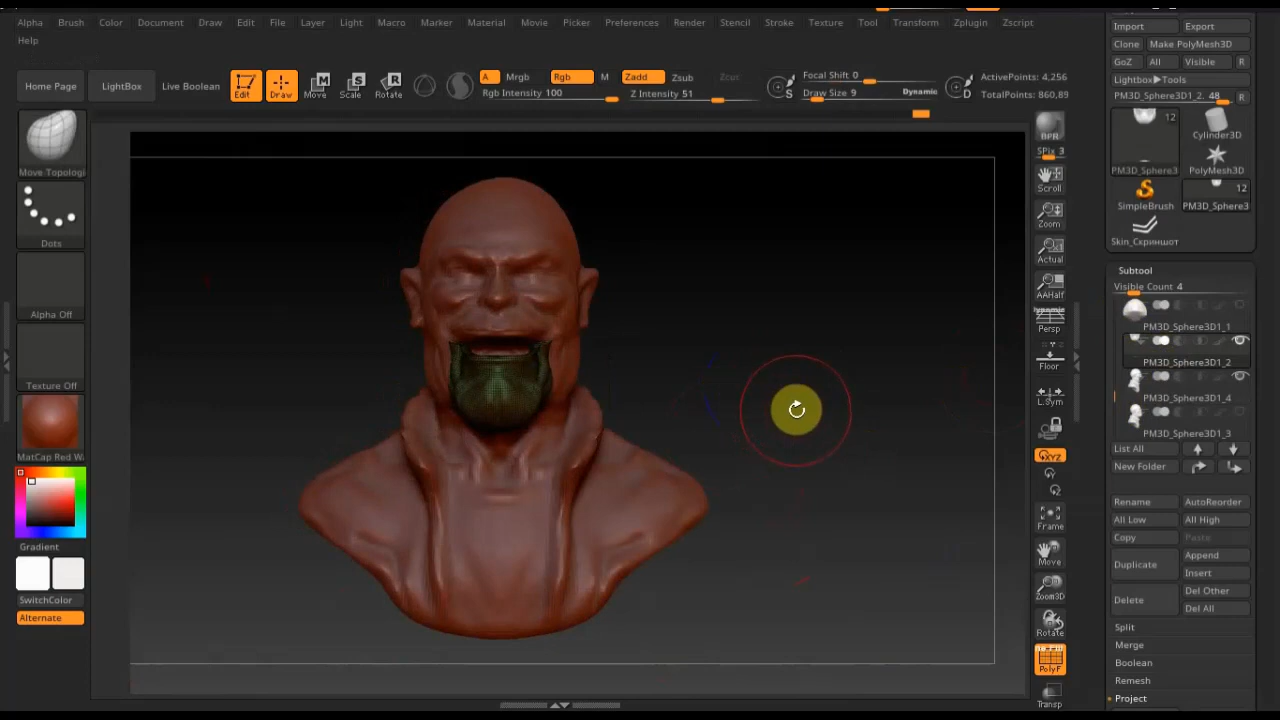 Alpha Brush Color Document Draw Edit File Layer Light Macro Marker Material Movie Picker Preferences Render Stencil Stroke Texture Tool Transform Zplugin Zscript
Help
Home Page
LightBox
Live Boolean
Edit
Draw
Move
Scale
Rotate
A
Mrgb
Rgb
M
Rgb Intensity 100
Zadd
Zsub
Zcut
Z Intensity 51
S
Focal Shift 0
Draw Size 9
Dynamic
D
ActivePoints: 4,256
TotalPoints: 860,89
Move Topologi
Dots
Alpha Off
Texture Off
MatCap Red Wa
Gradient
SwitchColor
Alternate
BPR
SPix 3
Scroll
Zoom
Actual
AAHalf
Dynamic
Persp
Floor
L.Sym
XYZ
Y
Z
Frame
Move
Zoom3D
Rotate
PolyF
Transp
Import Export
Clone Make PolyMesh3D
GoZ All Visible R
Lightbox▶Tools
PM3D_Sphere3D1_2. 48 R
12
PM3D_Sphere3
Cylinder3D
PolyMesh3D
SimpleBrush
12
PM3D_Sphere3
Skin_Скриншот
Subtool
Visible Count 4
PM3D_Sphere3D1_1
PM3D_Sphere3D1_2
PM3D_Sphere3D1_4
PM3D_Sphere3D1_3
List All
New Folder
Rename AutoReorder
All Low All High
Copy Paste
Duplicate
Append
Insert
Delete
Del Other
Del All
Split
Merge
Boolean
Remesh
Project